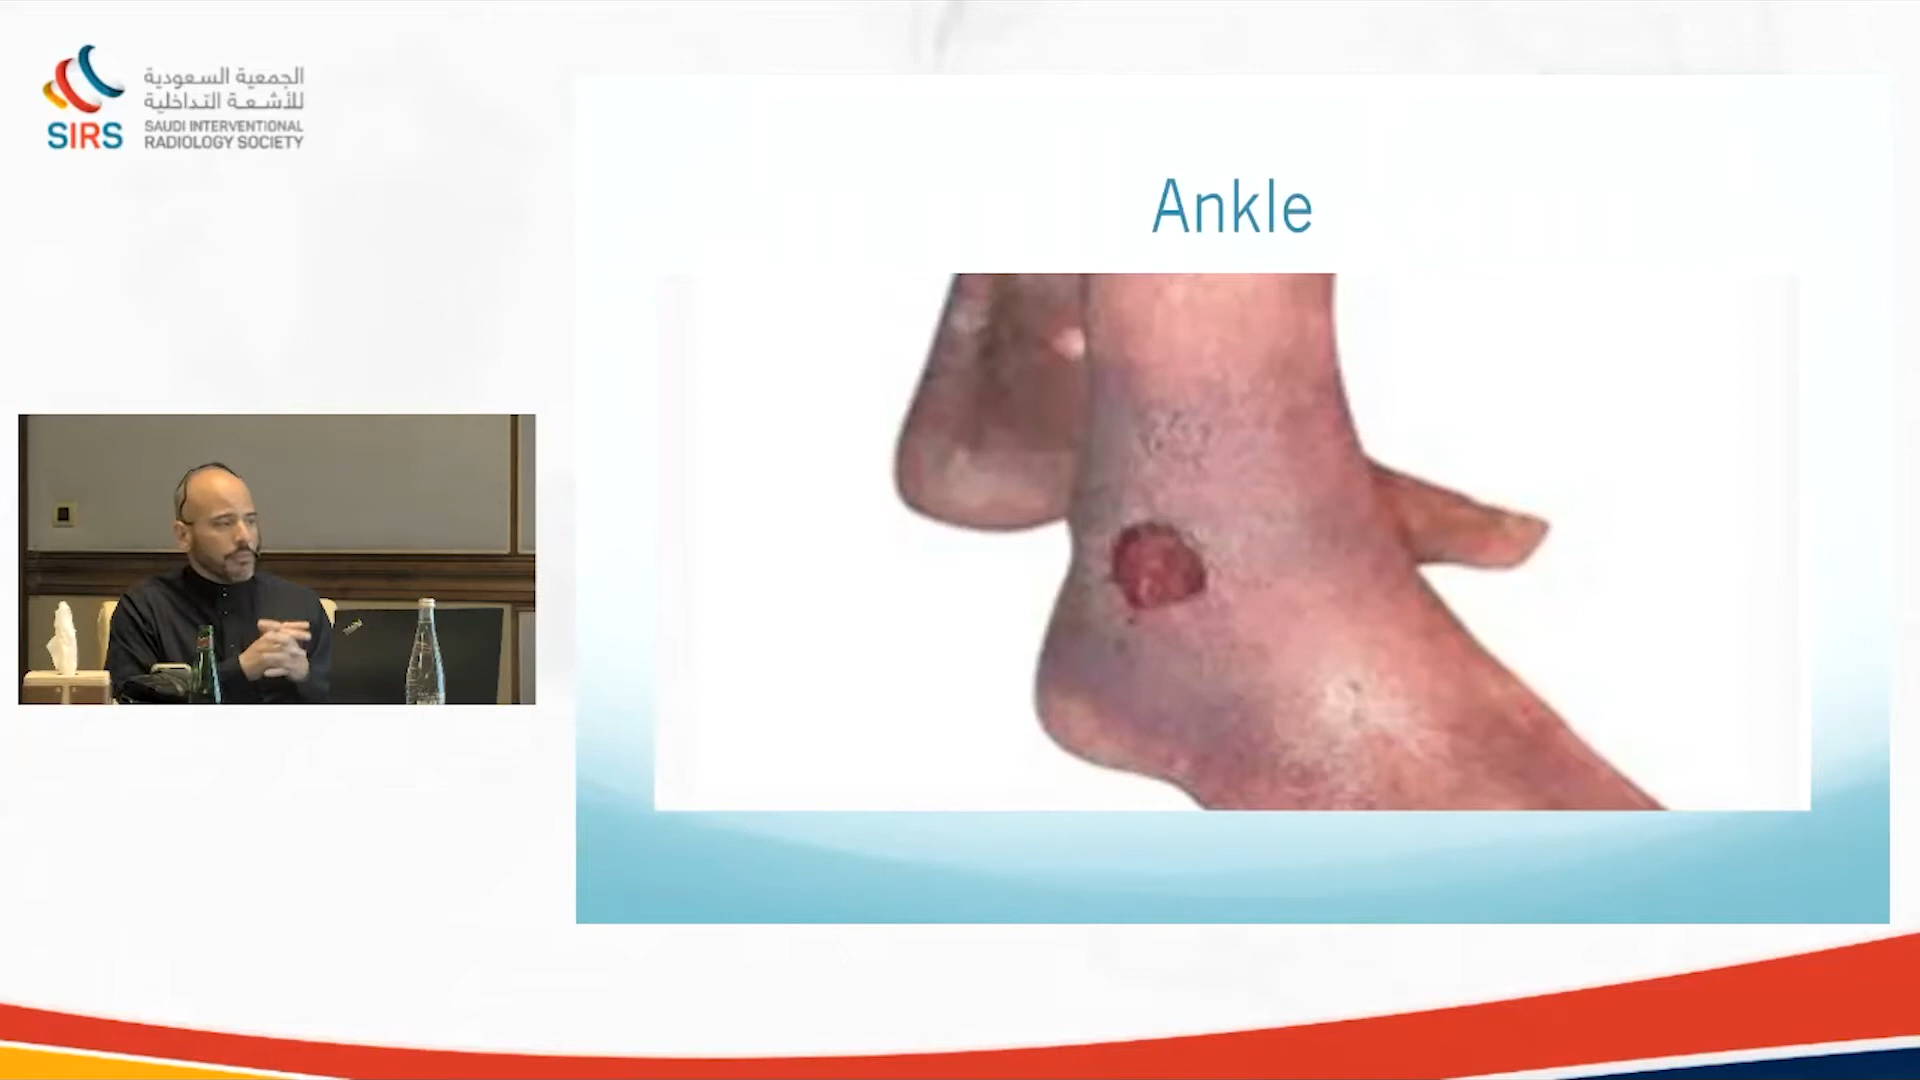 الجمعية السعودية
للأشعة التداخلية
SIRS
SAUDI INTERVENTIONAL
RADIOLOGY SOCIETY
Ankle